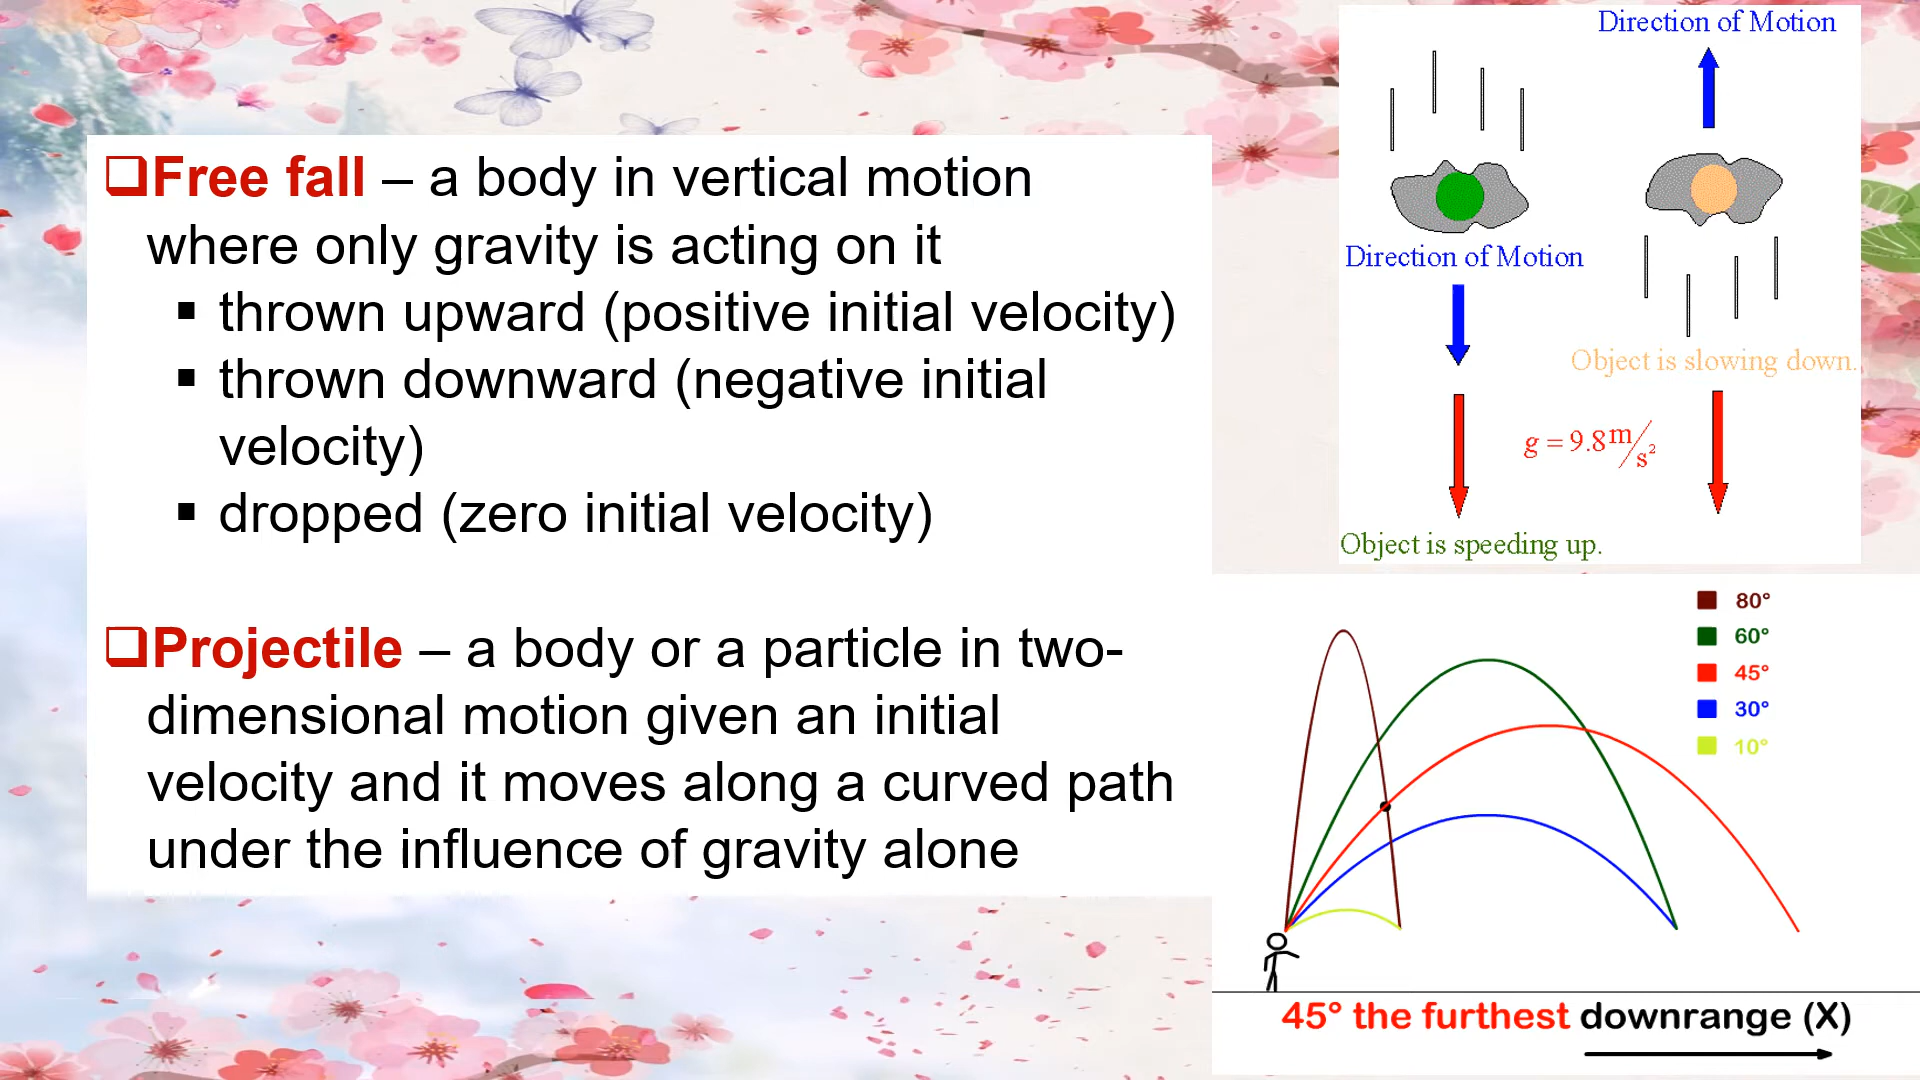 Free fall – a body in vertical motion
where only gravity is acting on it
▪ thrown upward (positive initial velocity)
▪ thrown downward (negative initial
velocity)
▪ dropped (zero initial velocity)
Projectile – a body or a particle in two-
dimensional motion given an initial
velocity and it moves along a curved path
under the influence of gravity alone
Direction of Motion
Direction of Motion
Object is slowing down.
g = 9.8 m/s²
Object is speeding up.
80°
60°
45°
30°
10°
45° the furthest downrange (X)